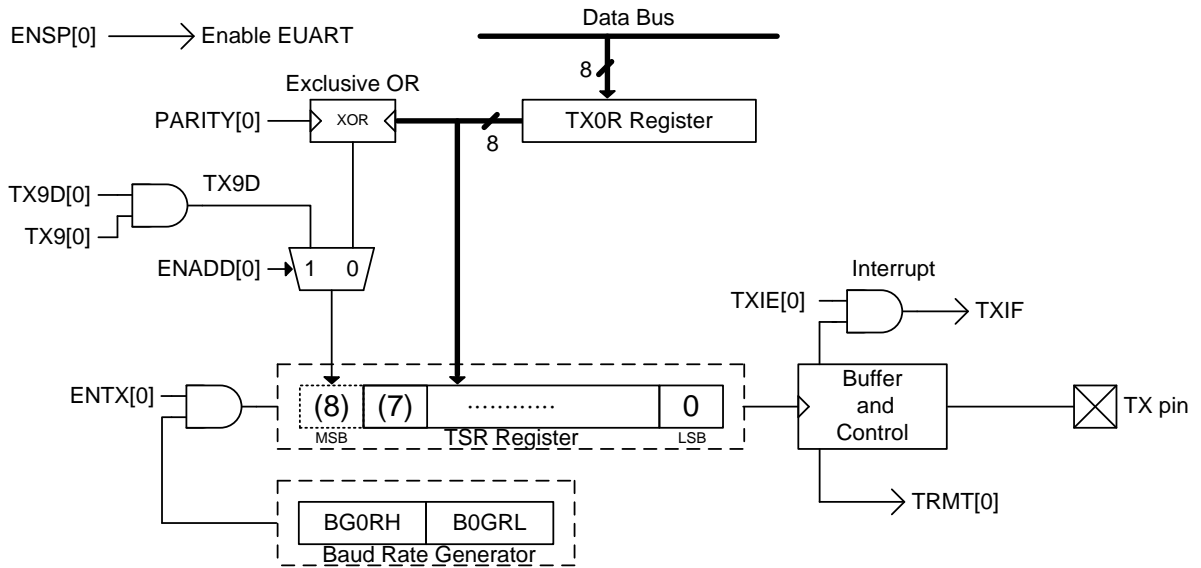 Data Bus
ENSP[0] Enable EUART
8
Exclusive OR
PARITY[0] XOR TX0R Register
8
TX9D[0] TX9D
TX9[0]
ENADD[0] 1 0
Interrupt
TXIE[0] TXIF
ENTX[0] (8) (7) ............ 0
MSB TSR Register LSB
Buffer
and
Control
TX pin
TRMT[0]
BG0RH B0GRL
Baud Rate Generator